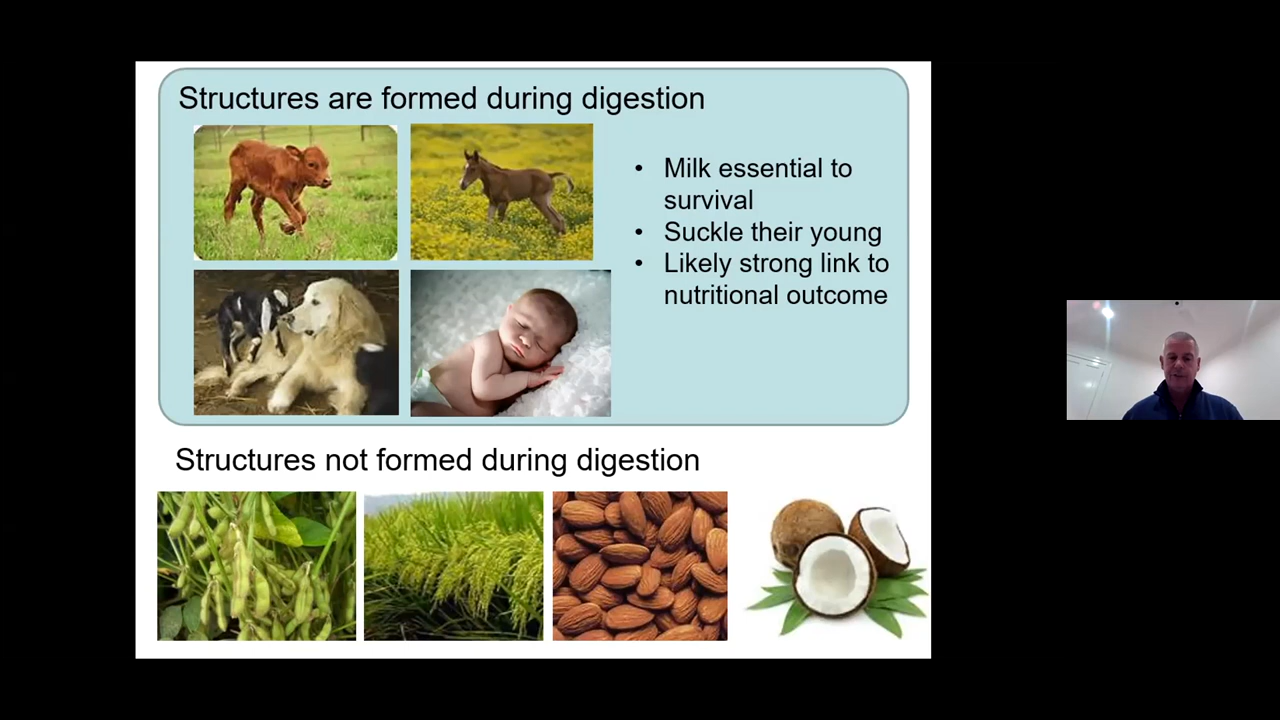 Structures are formed during digestion
• Milk essential to
survival
• Suckle their young
• Likely strong link to
nutritional outcome
Structures not formed during digestion